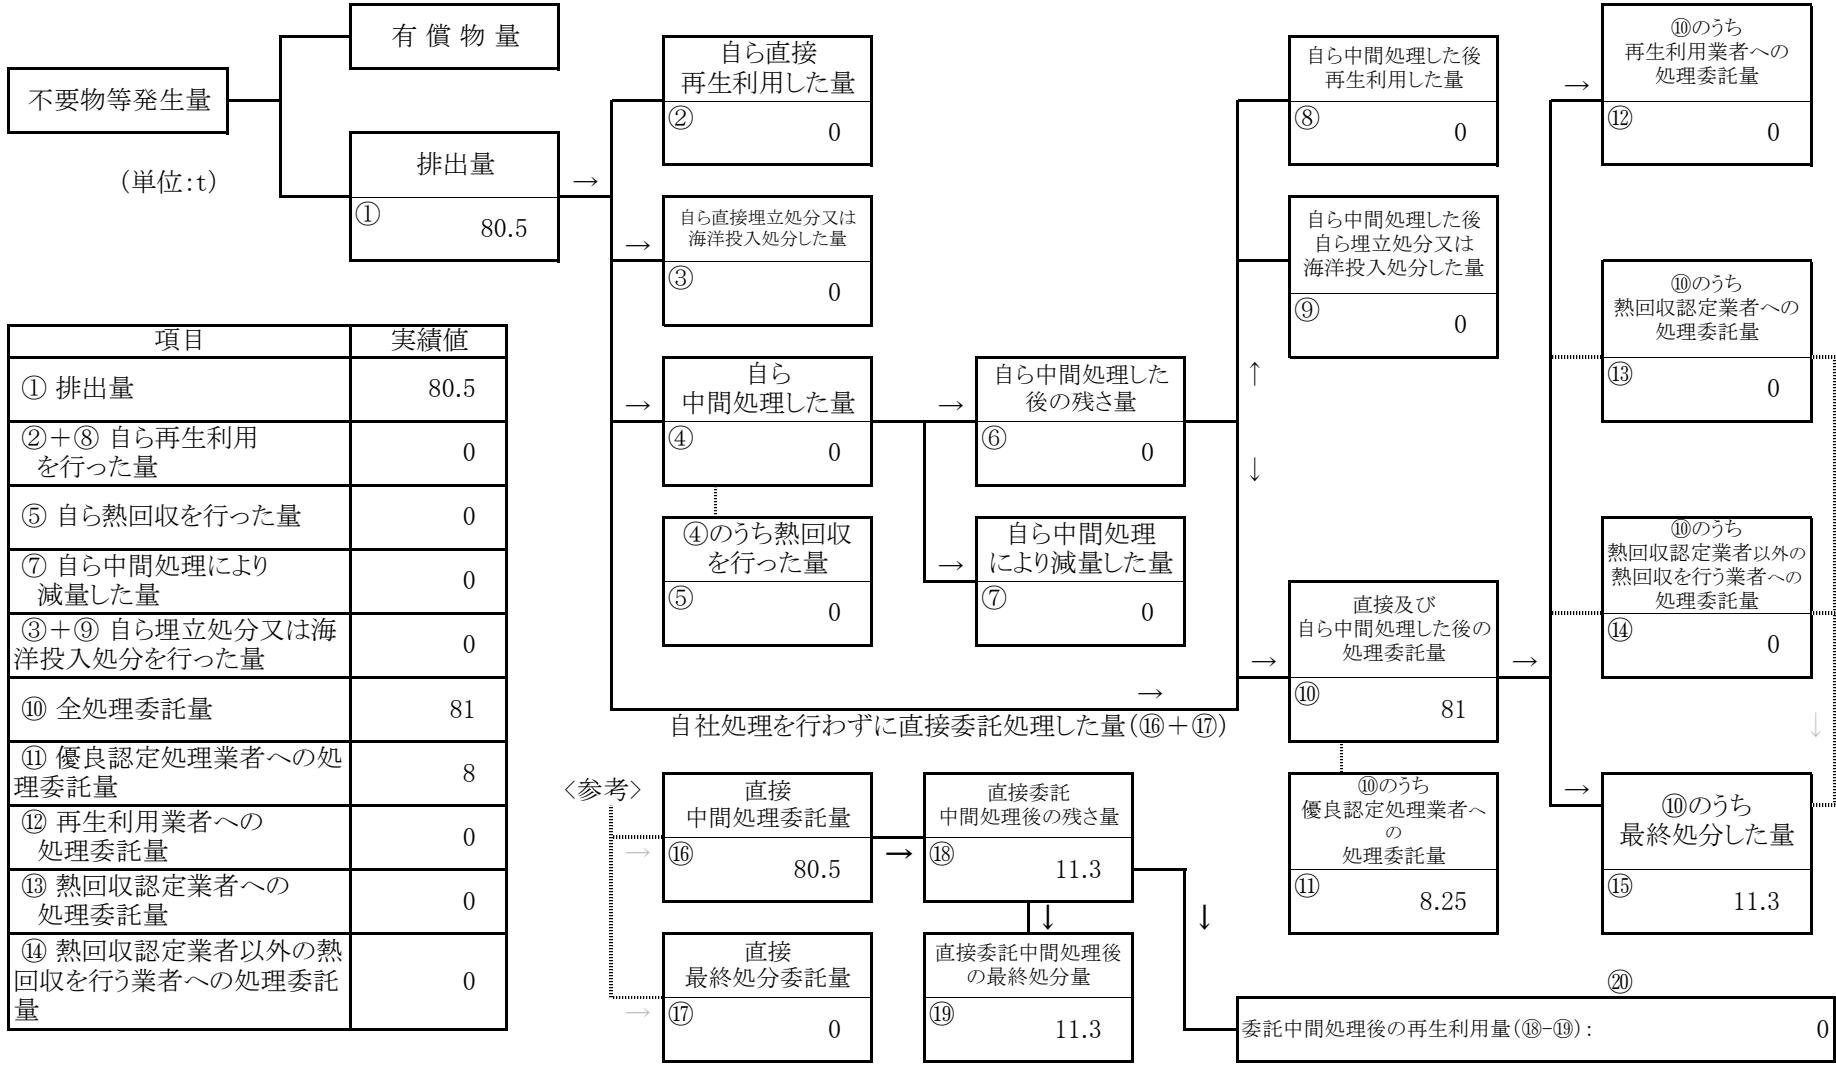 有 償 物 量
不要物等発生量
(単位:t)
排出量
①
80.5
→
自ら直接
再生利用した量
②
0
→
自ら直接埋立処分又は
海洋投入処分した量
③
0
→
自ら
中間処理した量
④
0
④のうち熱回収
を行った量
⑤
0
→
自ら中間処理した
後の残さ量
⑥
0
→
自ら中間処理
により減量した量
⑦
0
自ら中間処理した後
再生利用した量
⑧
0
自ら中間処理した後
自ら埋立処分又は
海洋投入処分した量
⑨
0
↑
↓
→
自社処理を行わずに直接委託処理した量(⑯+⑰)
→
直接及び
自ら中間処理した後の
処理委託量
⑩
81
⑩のうち
優良認定処理業者へ
の
処理委託量
⑪
8.25
→
→
⑩のうち
再生利用業者への
処理委託量
⑫
0
⑩のうち
熱回収認定業者への
処理委託量
⑬
0
⑩のうち
熱回収認定業者以外の
熱回収を行う業者への
処理委託量
⑭
0
↓
→
⑩のうち
最終処分した量
⑮
11.3
項目 実績値
① 排出量 80.5
②+⑧ 自ら再生利用
を行った量 0
⑤ 自ら熱回収を行った量 0
⑦ 自ら中間処理により
減量した量 0
③+⑨ 自ら埋立処分又は海
洋投入処分を行った量 0
⑩ 全処理委託量 81
⑪ 優良認定処理業者への処
理委託量 8
⑫ 再生利用業者への
処理委託量 0
⑬ 熱回収認定業者への
処理委託量 0
⑭ 熱回収認定業者以外の熱
回収を行う業者への処理委託
量 0
<参考>
→
直接
中間処理委託量
⑯
80.5
→
直接委託
中間処理後の残さ量
⑱
11.3
↓
↓
→
直接
最終処分委託量
⑰
0
直接委託中間処理後
の最終処分量
⑲
11.3
⑳
委託中間処理後の再生利用量(⑱-⑲): 0